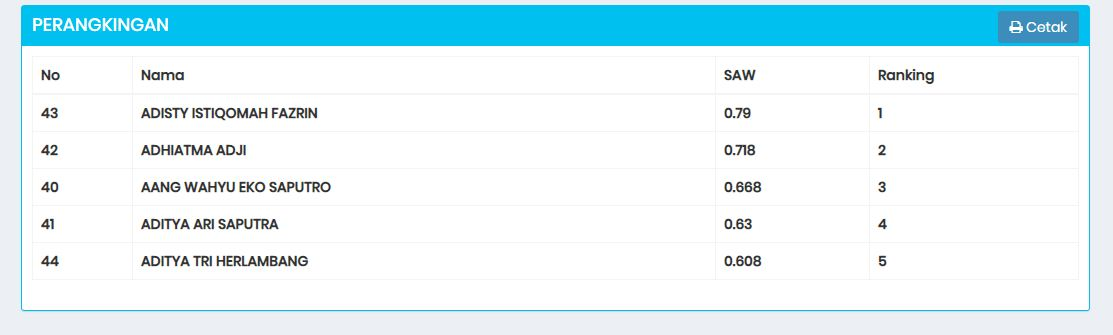 PERANGKINGAN
Cetak
No Nama SAW Ranking
43 ADISTY ISTIQOMAH FAZRIN 0.79 1
42 ADHIATMA ADJI 0.718 2
40 AANG WAHYU EKO SAPUTRO 0.668 3
41 ADITYA ARI SAPUTRA 0.63 4
44 ADITYA TRI HERLAMBANG 0.608 5